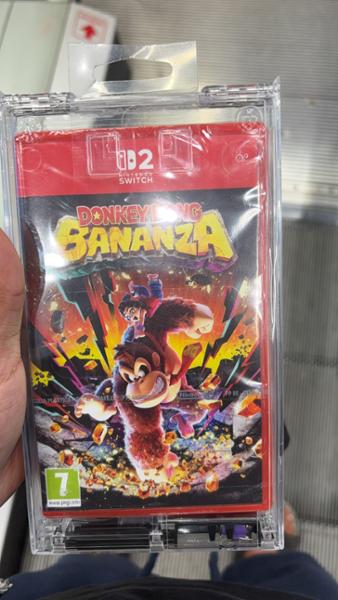 2
NINTENDO
SWITCH
DONKEY KONG
BANANZA
7
www.pegi.info